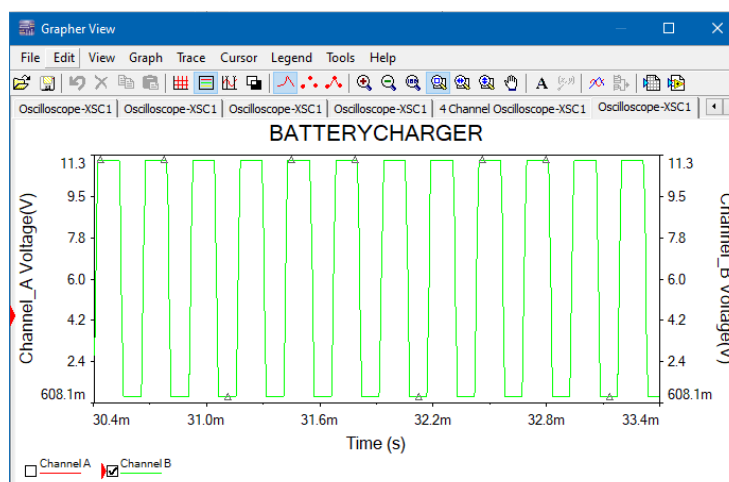 Grapher View
File Edit View Graph Trace Cursor Legend Tools Help
A
Oscilloscope-XSC1 Oscilloscope-XSC1 Oscilloscope-XSC1 Oscilloscope-XSC1 4 Channel Oscilloscope-XSC1 Oscilloscope-XSC1
BATTERYCHARGER
Channel_A Voltage(V)
11.3
9.5
7.8
6.0
4.2
2.4
608.1m
11.3
9.5
7.8
6.0
4.2
2.4
608.1m
Channel_B Voltage(V)
30.4m 31.0m 31.6m 32.2m 32.8m 33.4m
Time (s)
Channel A Channel B